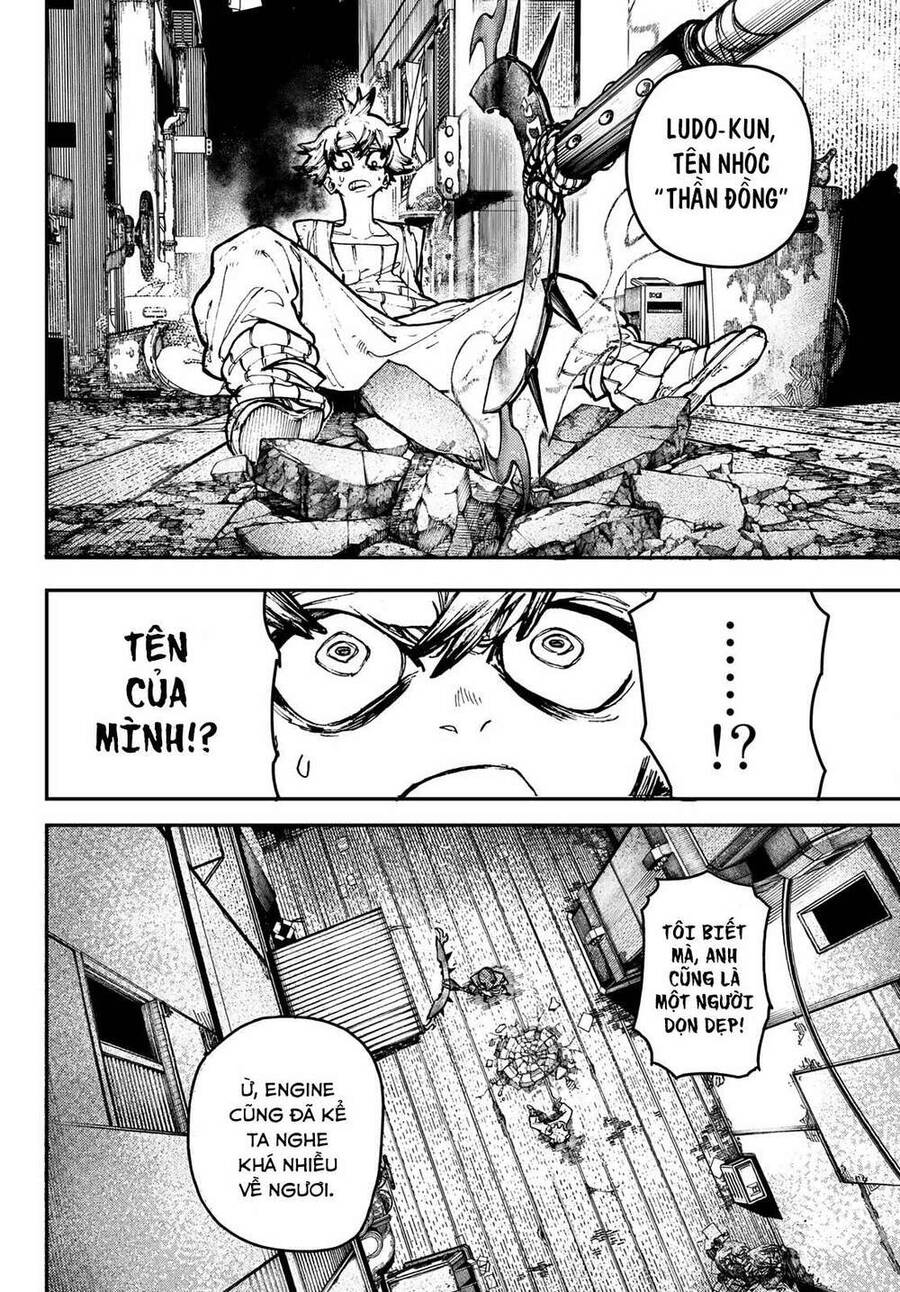 LUDO-KUN,
TÊN NHÓC
“THẦN ĐỒNG”
......
!?
TÊN
CỦA
MÌNH!?
TÔI BIẾT
MÀ, ANH
CŨNG LÀ
MỘT NGƯỜI
DỌN DẸP!
Ừ, ENGINE
CŨNG ĐÃ KỂ
TA NGHE
KHÁ NHIỀU
VỀ NGƯƠI.